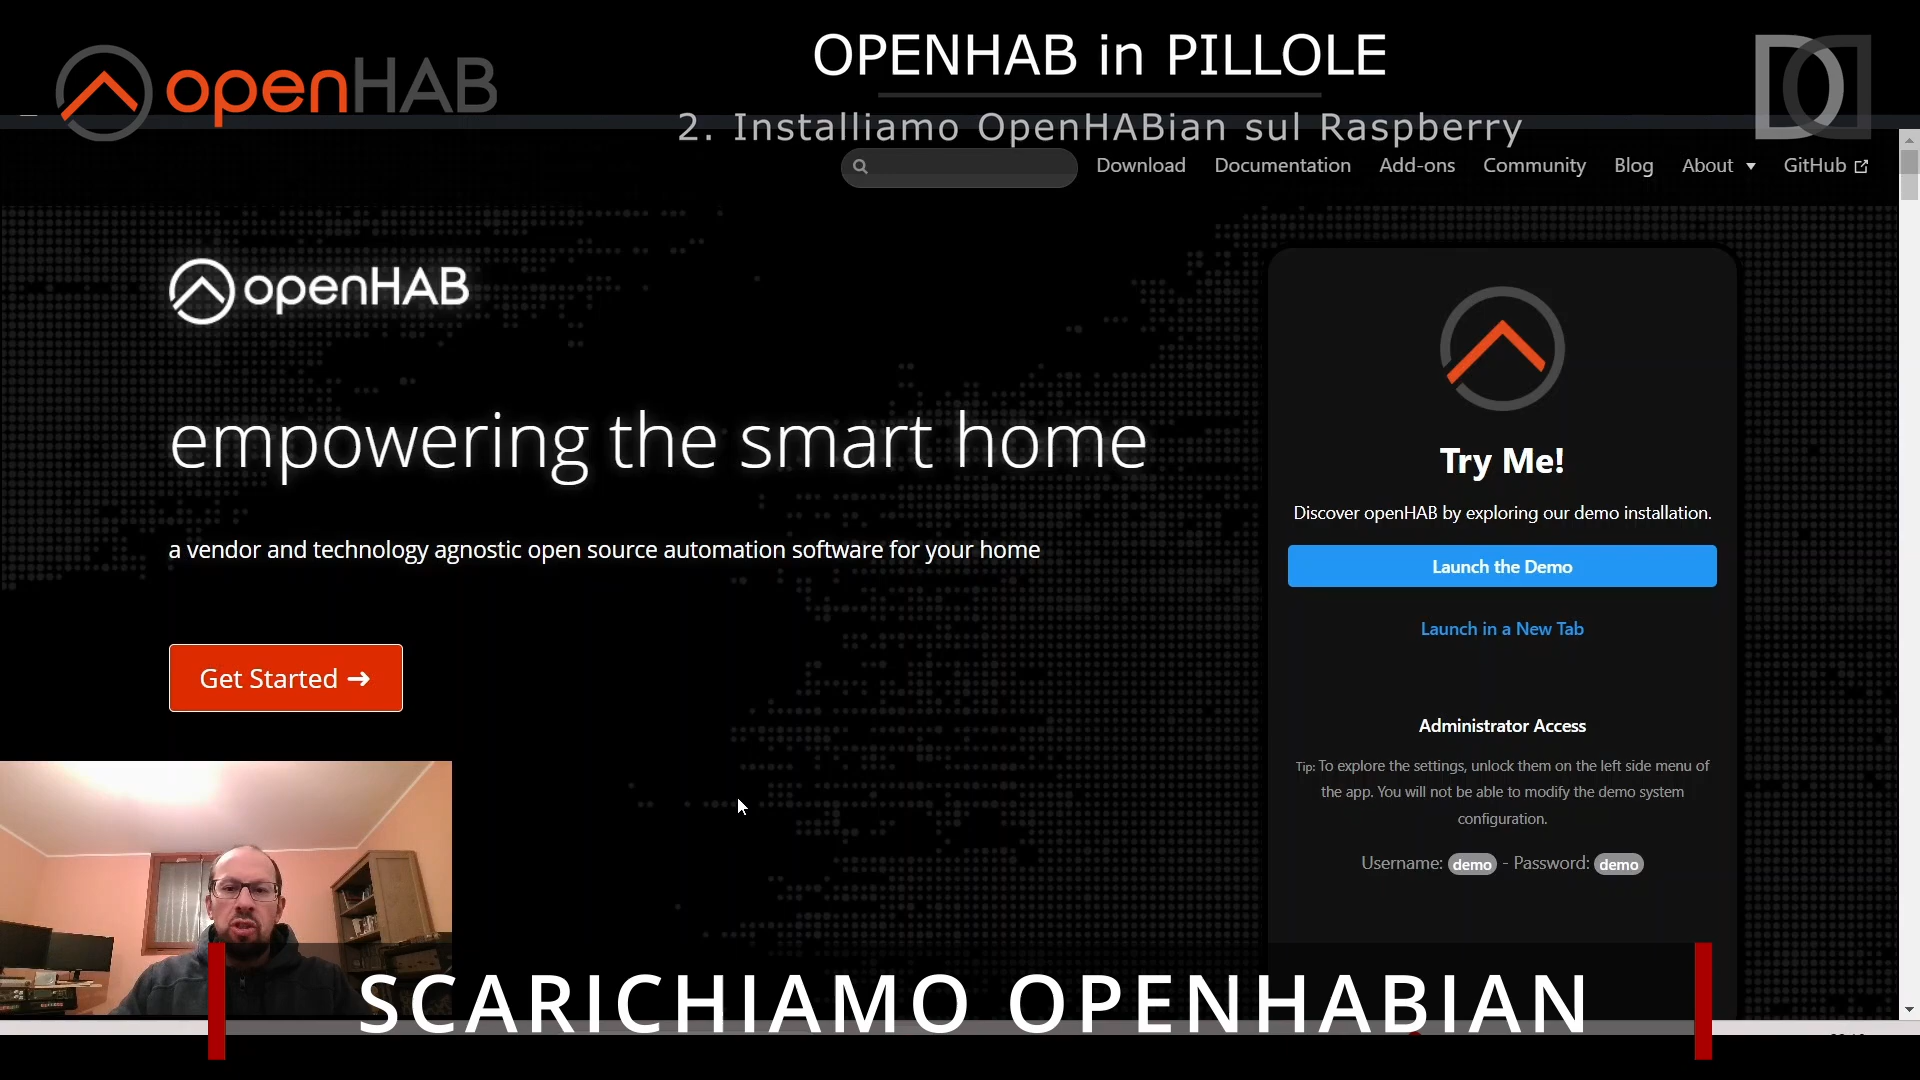 openHAB
OPENHAB in PILLOLE
2. Installiamo OpenHABian sul Raspberry
Download Documentation Add-ons Community Blog About GitHub
openHAB
empowering the smart home
a vendor and technology agnostic open source automation software for your home
Get Started
Try Me!
Discover openHAB by exploring our demo installation.
Launch the Demo
Launch in a New Tab
Administrator Access
Tip: To explore the settings, unlock them on the left side menu of
the app. You will not be able to modify the demo system
configuration.
Username: demo - Password: demo
SCARICHIAMO OPENHABIAN